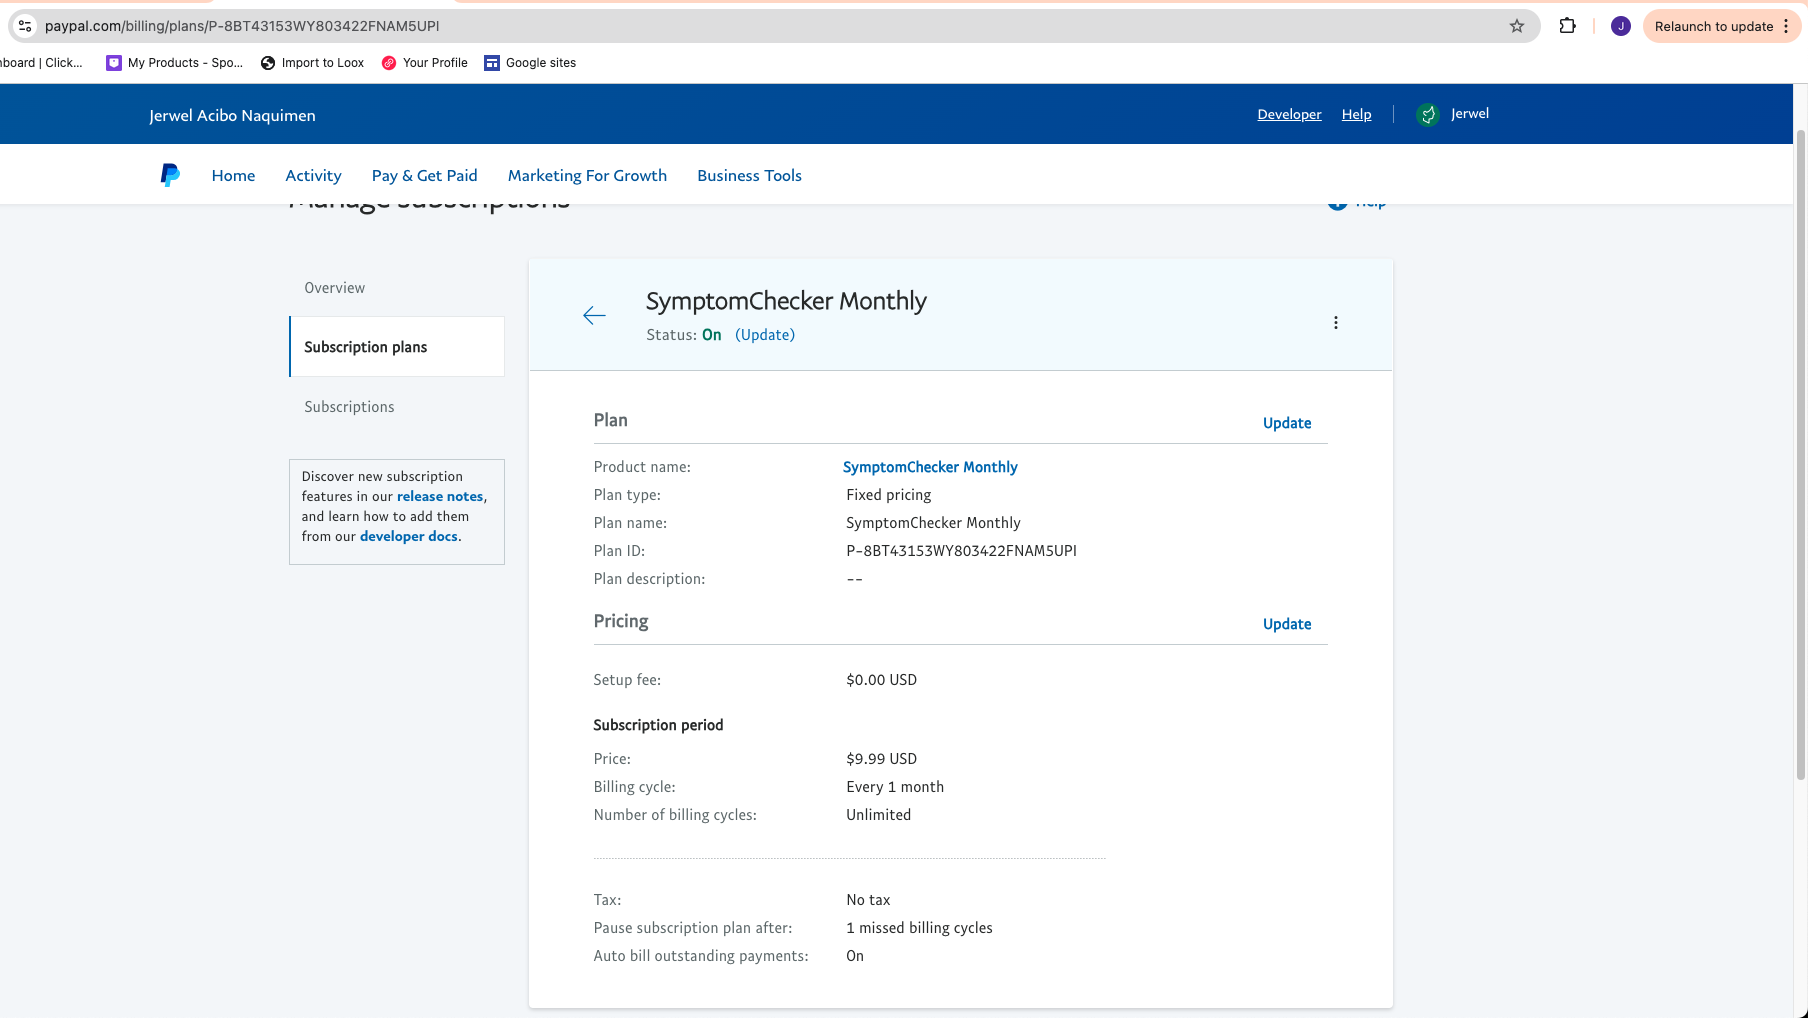 paypal.com/billing/plans/P-8BT43153WY803422FNAM5UPI
J
Relaunch to update
board | Click...
My Products - Spo...
Import to Loox
Your Profile
Google sites
Jerwel Acibo Naquimen
Developer
Help
Jerwel
Home
Activity
Pay & Get Paid
Marketing For Growth
Business Tools
Manage subscriptions
Help
Overview
Subscription plans
Subscriptions
Discover new subscription
features in our release notes,
and learn how to add them
from our developer docs.
SymptomChecker Monthly
Status: On (Update)
Plan
Update
Product name: SymptomChecker Monthly
Plan type: Fixed pricing
Plan name: SymptomChecker Monthly
Plan ID: P-8BT43153WY803422FNAM5UPI
Plan description: --
Pricing
Update
Setup fee: $0.00 USD
Subscription period
Price: $9.99 USD
Billing cycle: Every 1 month
Number of billing cycles: Unlimited
Tax: No tax
Pause subscription plan after: 1 missed billing cycles
Auto bill outstanding payments: On